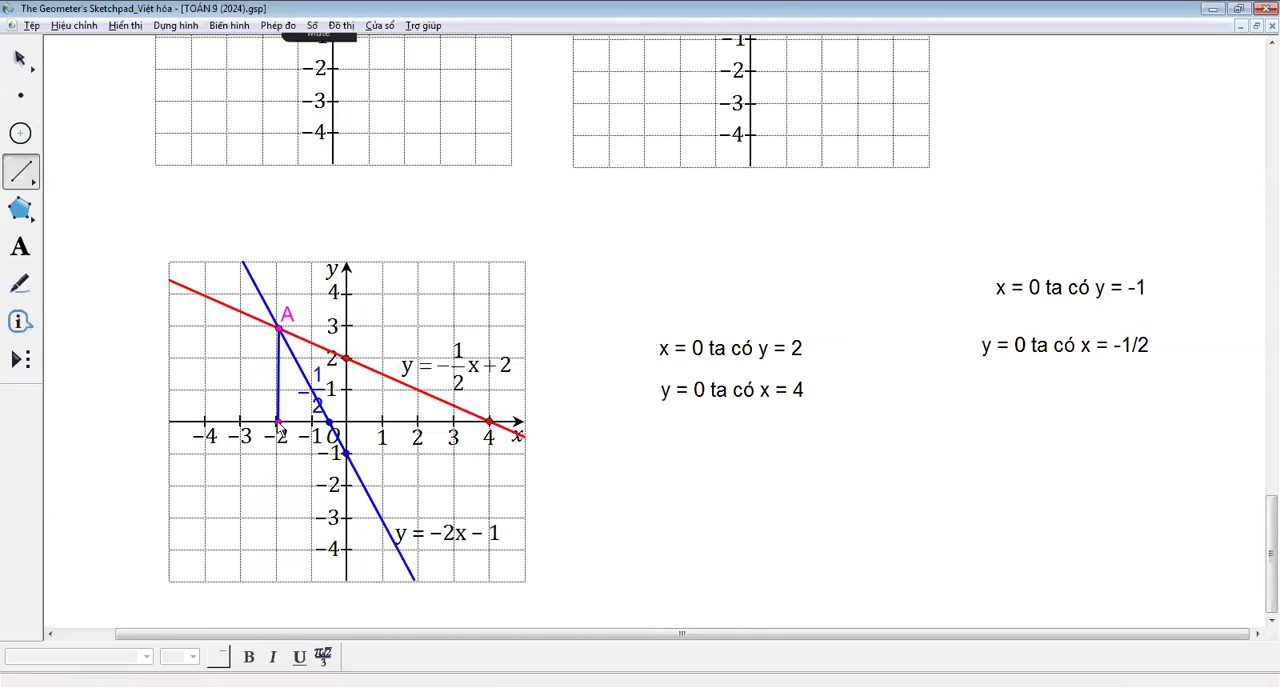 The Geometer's Sketchpad_Việt hóa - [TOÁN 9 (2024).gsp]
Tệp Hiệu chỉnh Hiển thị Dựng hình Biến hình Phép đo Số Đồ thị Cửa sổ Trợ giúp
Mute
−1
−2 −2
−3 −3
−4 −4
y
4
A
3
2
y = −1/2x + 2
1
−1/2
−4 −3 −2 −1 O 1 2 3 4 x
−1
−2
−3
y = −2x − 1
−4
x = 0 ta có y = 2
y = 0 ta có x = 4
x = 0 ta có y = -1
y = 0 ta có x = -1/2
B I U